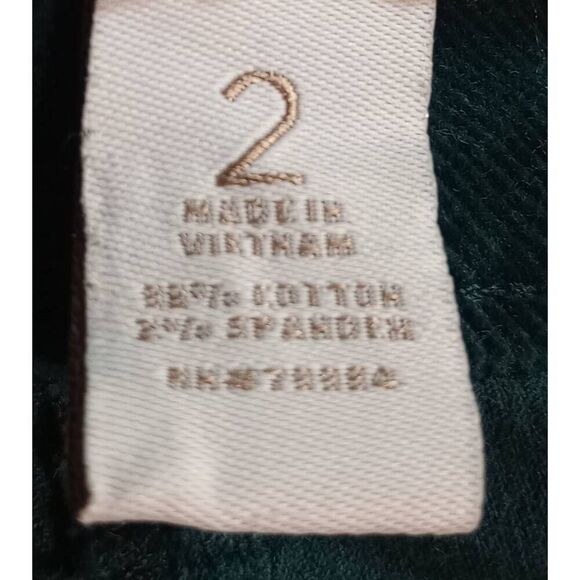 2
MADE IN
VIETNAM
98% COTTON
2% SPANDEX